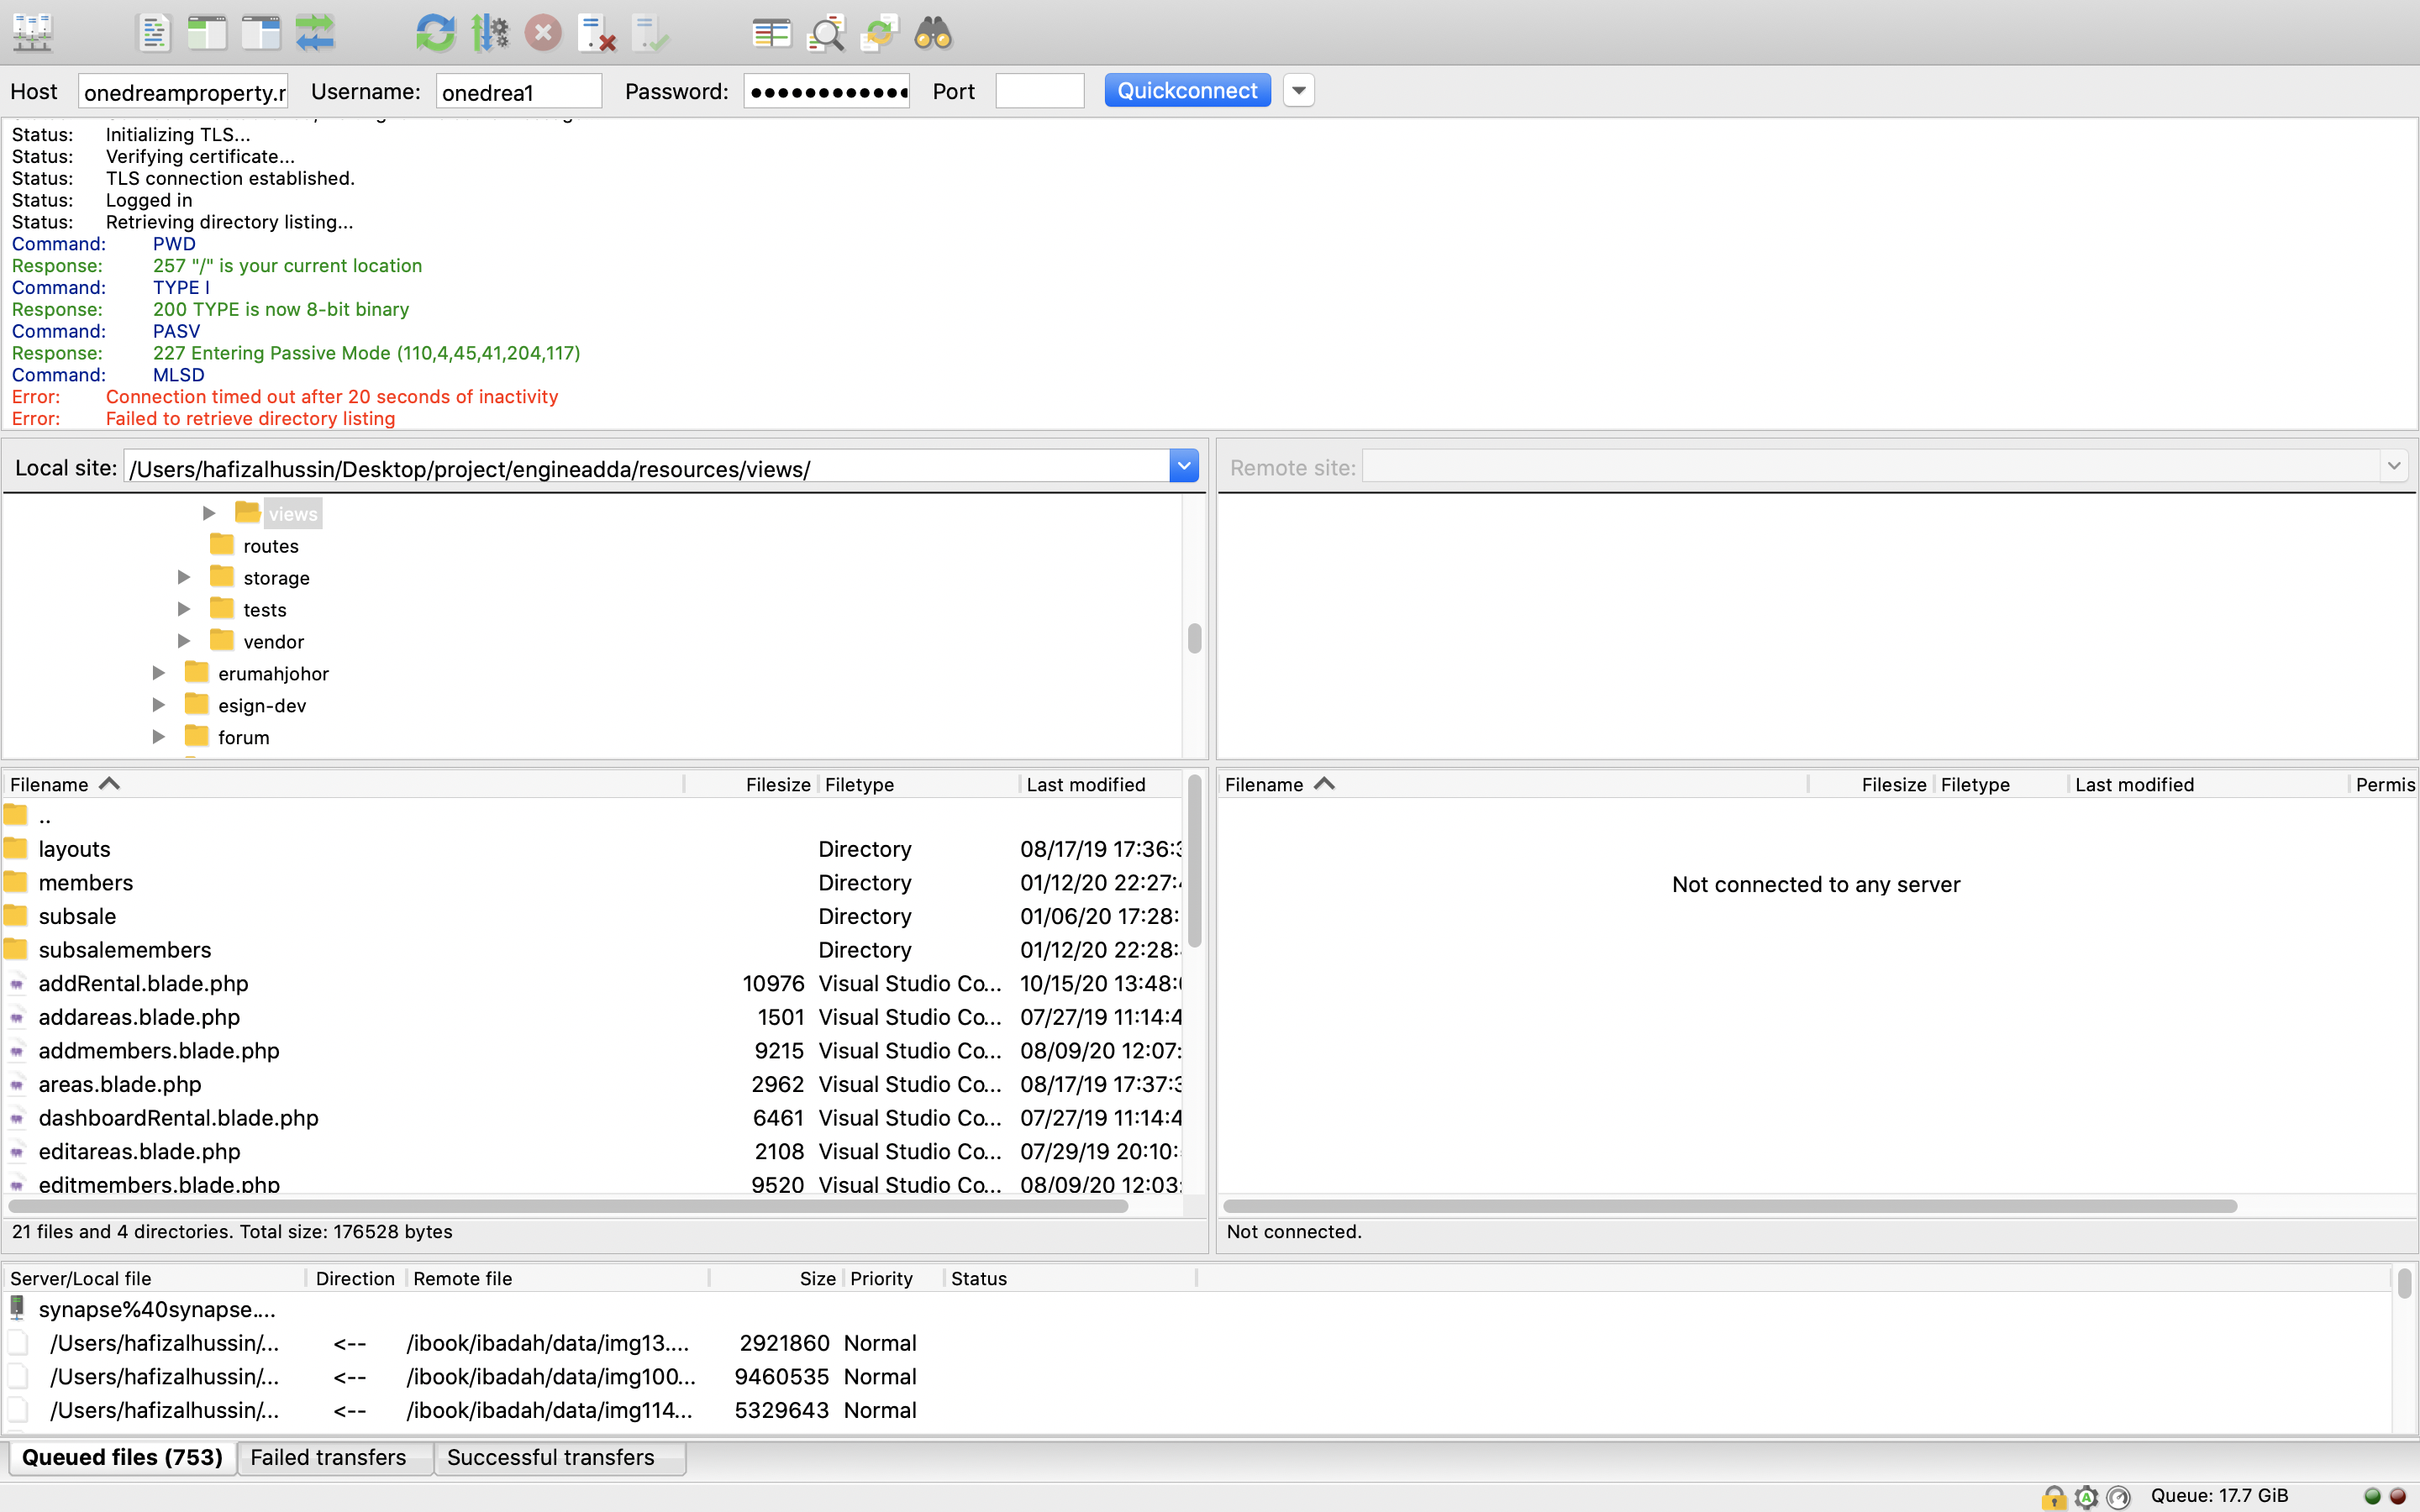 Host onedreamproperty.r Username: onedrea1 Password: •••••••••••• Port Quickconnect
Status: Initializing TLS...
Status: Verifying certificate...
Status: TLS connection established.
Status: Logged in
Status: Retrieving directory listing...
Command: PWD
Response: 257 "/" is your current location
Command: TYPE I
Response: 200 TYPE is now 8-bit binary
Command: PASV
Response: 227 Entering Passive Mode (110,4,45,41,204,117)
Command: MLSD
Error: Connection timed out after 20 seconds of inactivity
Error: Failed to retrieve directory listing
Local site: /Users/hafizalhussin/Desktop/project/engineadda/resources/views/
Remote site:
views
routes
storage
tests
vendor
erumahjohor
esign-dev
forum
Filename Filesize Filetype Last modified
..
layouts Directory 08/17/19 17:36:3
members Directory 01/12/20 22:27:4
subsale Directory 01/06/20 17:28:
subsalemembers Directory 01/12/20 22:28:
addRental.blade.php 10976 Visual Studio Co... 10/15/20 13:48:0
addareas.blade.php 1501 Visual Studio Co... 07/27/19 11:14:4
addmembers.blade.php 9215 Visual Studio Co... 08/09/20 12:07:
areas.blade.php 2962 Visual Studio Co... 08/17/19 17:37:3
dashboardRental.blade.php 6461 Visual Studio Co... 07/27/19 11:14:4
editareas.blade.php 2108 Visual Studio Co... 07/29/19 20:10:
editmembers.blade.php 9520 Visual Studio Co... 08/09/20 12:03:
21 files and 4 directories. Total size: 176528 bytes
Filename Filesize Filetype Last modified Permis
Not connected to any server
Not connected.
Server/Local file Direction Remote file Size Priority Status
synapse%40synapse....
/Users/hafizalhussin/... <-- /ibook/ibadah/data/img13.... 2921860 Normal
/Users/hafizalhussin/... <-- /ibook/ibadah/data/img100... 9460535 Normal
/Users/hafizalhussin/... <-- /ibook/ibadah/data/img114... 5329643 Normal
Queued files (753) Failed transfers Successful transfers
Queue: 17.7 GiB